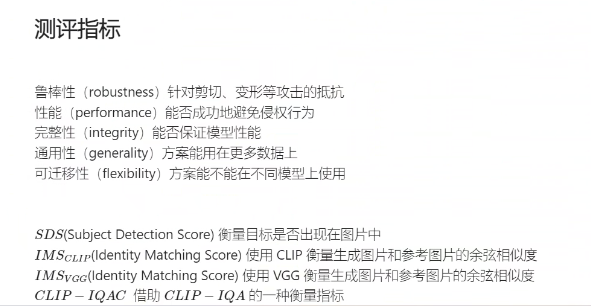 测评指标
鲁棒性（robustness）针对剪切、变形等攻击的抵抗
性能（performance）能否成功地避免侵权行为
完整性（integrity）能否保证模型性能
通用性（generality）方案能用在更多数据上
可迁移性（flexibility）方案能不能在不同模型上使用
SDS(Subject Detection Score) 衡量目标是否出现在图片中
IMS_CLIP(Identity Matching Score) 使用 CLIP 衡量生成图片和参考图片的余弦相似度
IMS_VGG(Identity Matching Score) 使用 VGG 衡量生成图片和参考图片的余弦相似度
CLIP − IQAC 借助 CLIP − IQA 的一种衡量指标